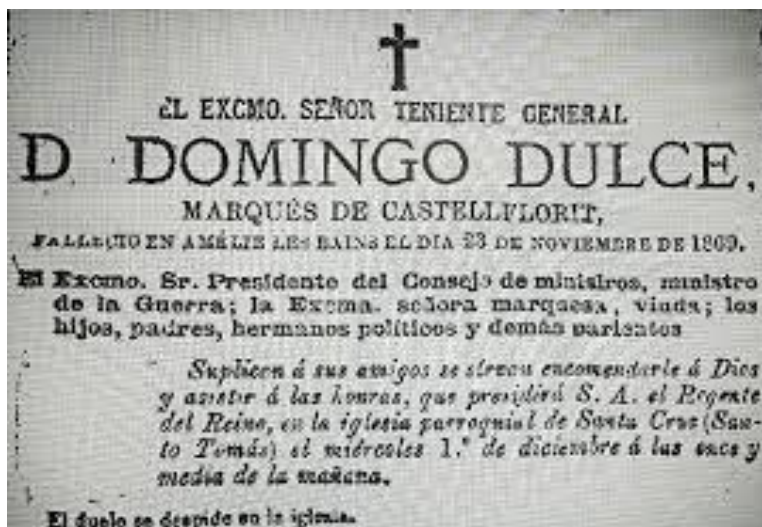 EL EXCMO. SEÑOR TENIENTE GENERAL
D. DOMINGO DULCE,
MARQUÉS DE CASTELLFLORIT,
FALLECIO EN AMÉLIE LES BAINS EL DIA 23 DE NOVIEMBRE DE 1869.
El Excmo. Sr. Presidente del Consejo de ministros, ministro
de la Guerra; la Excma. señora marquesa, viuda; los
hijos, padres, hermanos políticos y demás parientes
Suplican á sus amigos se sirvan encomendarle á Dios
y asistir á las honras, que presidirá S. A. el Regente
del Reino, en la iglesia parroquial de Santa Cruz (San-
to Tomás) el miércoles 1.º de diciembre á las once y
media de la mañana.
El duelo se despide en la iglesia.